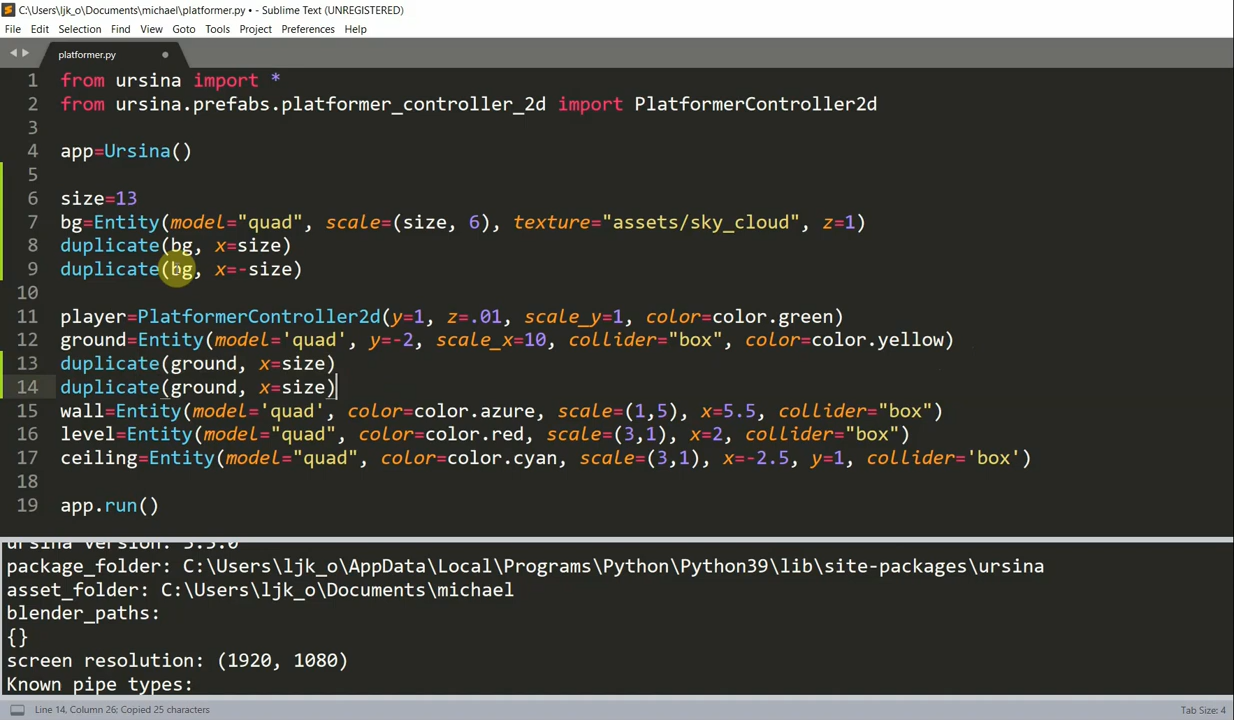 C:\Users\ljk_o\Documents\michael\platformer.py • - Sublime Text (UNREGISTERED)
File Edit Selection Find View Goto Tools Project Preferences Help
platformer.py
1 from ursina import *
2 from ursina.prefabs.platformer_controller_2d import PlatformerController2d
3
4 app=Ursina()
5
6 size=13
7 bg=Entity(model="quad", scale=(size, 6), texture="assets/sky_cloud", z=1)
8 duplicate(bg, x=size)
9 duplicate(bg, x=-size)
10
11 player=PlatformerController2d(y=1, z=.01, scale_y=1, color=color.green)
12 ground=Entity(model='quad', y=-2, scale_x=10, collider="box", color=color.yellow)
13 duplicate(ground, x=size)
14 duplicate(ground, x=size)
15 wall=Entity(model='quad', color=color.azure, scale=(1,5), x=5.5, collider="box")
16 level=Entity(model="quad", color=color.red, scale=(3,1), x=2, collider="box")
17 ceiling=Entity(model="quad", color=color.cyan, scale=(3,1), x=-2.5, y=1, collider='box')
18
19 app.run()
ursina version: 3.5.0
package_folder: C:\Users\ljk_o\AppData\Local\Programs\Python\Python39\lib\site-packages\ursina
asset_folder: C:\Users\ljk_o\Documents\michael
blender_paths:
{}
screen resolution: (1920, 1080)
Known pipe types:
Line 14, Column 26; Copied 25 characters Tab Size: 4